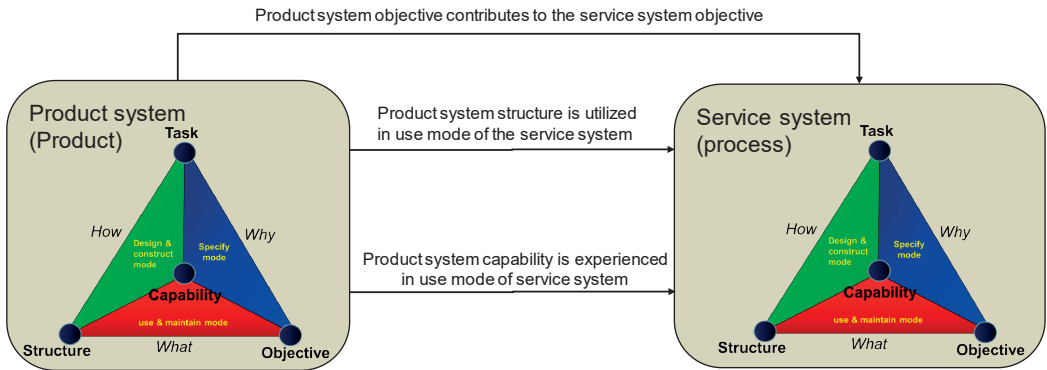 Product system objective contributes to the service system objective
Product system
(Product)
Task
How
Why
Design &
construct
mode
Specify
mode
Capability
use & maintain mode
Structure
What
Objective
Product system structure is utilized
in use mode of the service system
Product system capability is experienced
in use mode of service system
Service system
(process)
Task
How
Why
Design &
construct
mode
Specify
mode
Capability
use & maintain mode
Structure
What
Objective